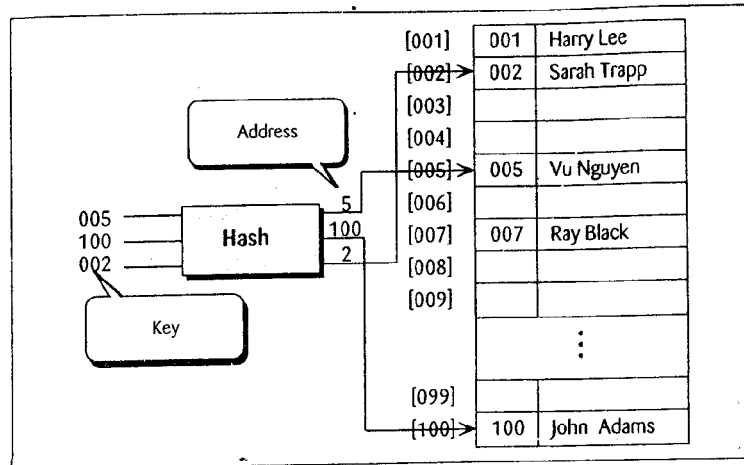 [001] 001 Harry Lee
[002] 002 Sarah Trapp
[003]
[004]
Address
[005] 005 Vu Nguyen
[006]
[007] 007 Ray Black
[008]
[009]
005
100
002
Hash
5
100
2
Key
[099]
[100] 100 John Adams